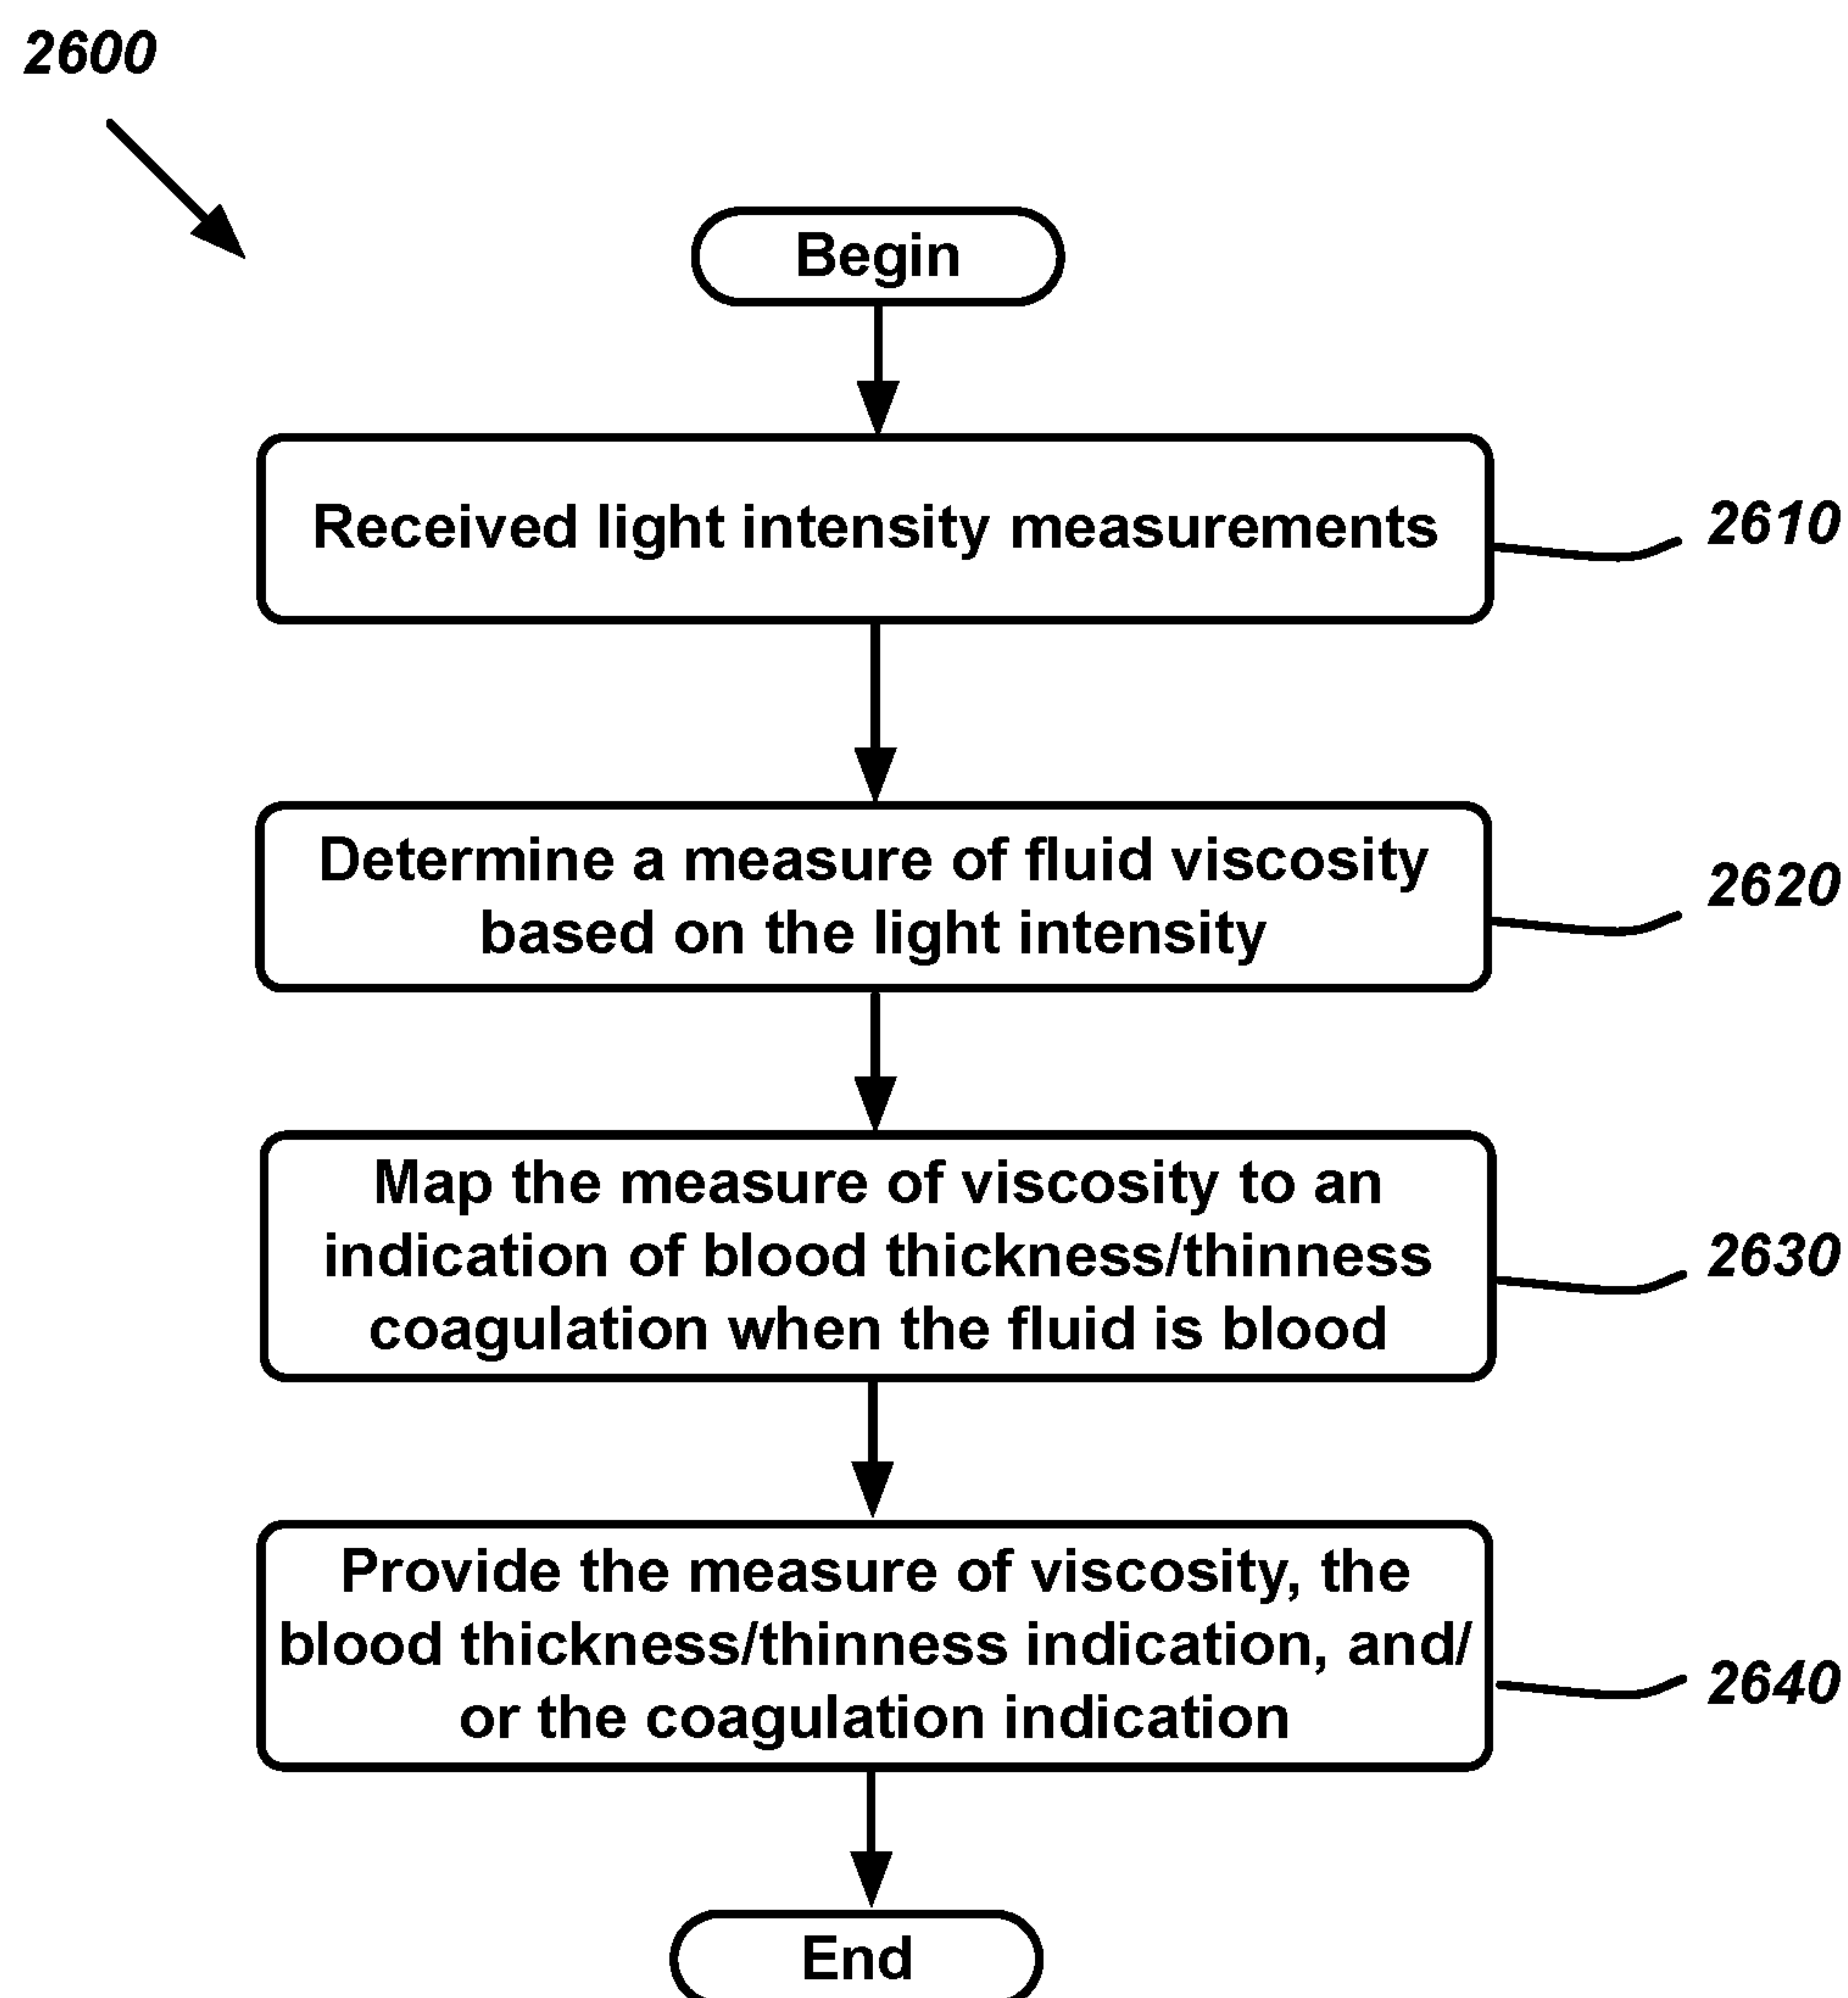 2600
Begin
Received light intensity measurements
2610
Determine a measure of fluid viscosity
based on the light intensity
2620
Map the measure of viscosity to an
indication of blood thickness/thinness
coagulation when the fluid is blood
2630
Provide the measure of viscosity, the
blood thickness/thinness indication, and/
or the coagulation indication
2640
End